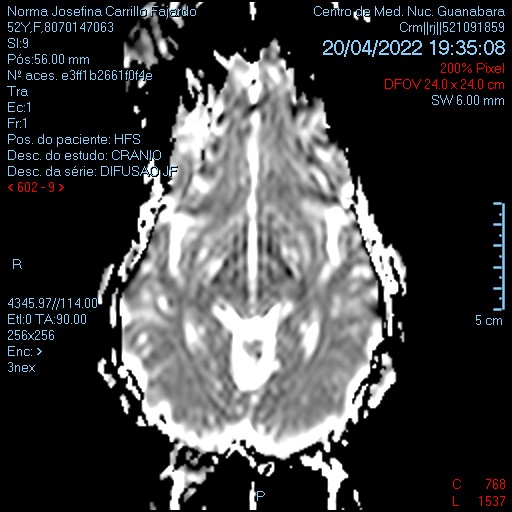 Norma Josefina Carrillo Fajardo
52Y,F,8070147063
Sl:9
Pós:56.00 mm
Nº aces. e3ff1b2661f0f4e
Tra
Ec:1
Fr:1
Pos. do paciente: HFS
Desc. do estudo: CRANIO
Desc. da série: DIFUSAO JF
< 602 - 9 >
Centro de Med. Nuc. Guanabara
Crm||rj||521091859
20/04/2022 19:35:08
200% Pixel
DFOV 24.0 x 24.0 cm
SW 6.00 mm
R
5 cm
4345.97//114.00
Etl:0 TA:90.00
256x256
Enc: >
3nex
P
C 768
L 1537